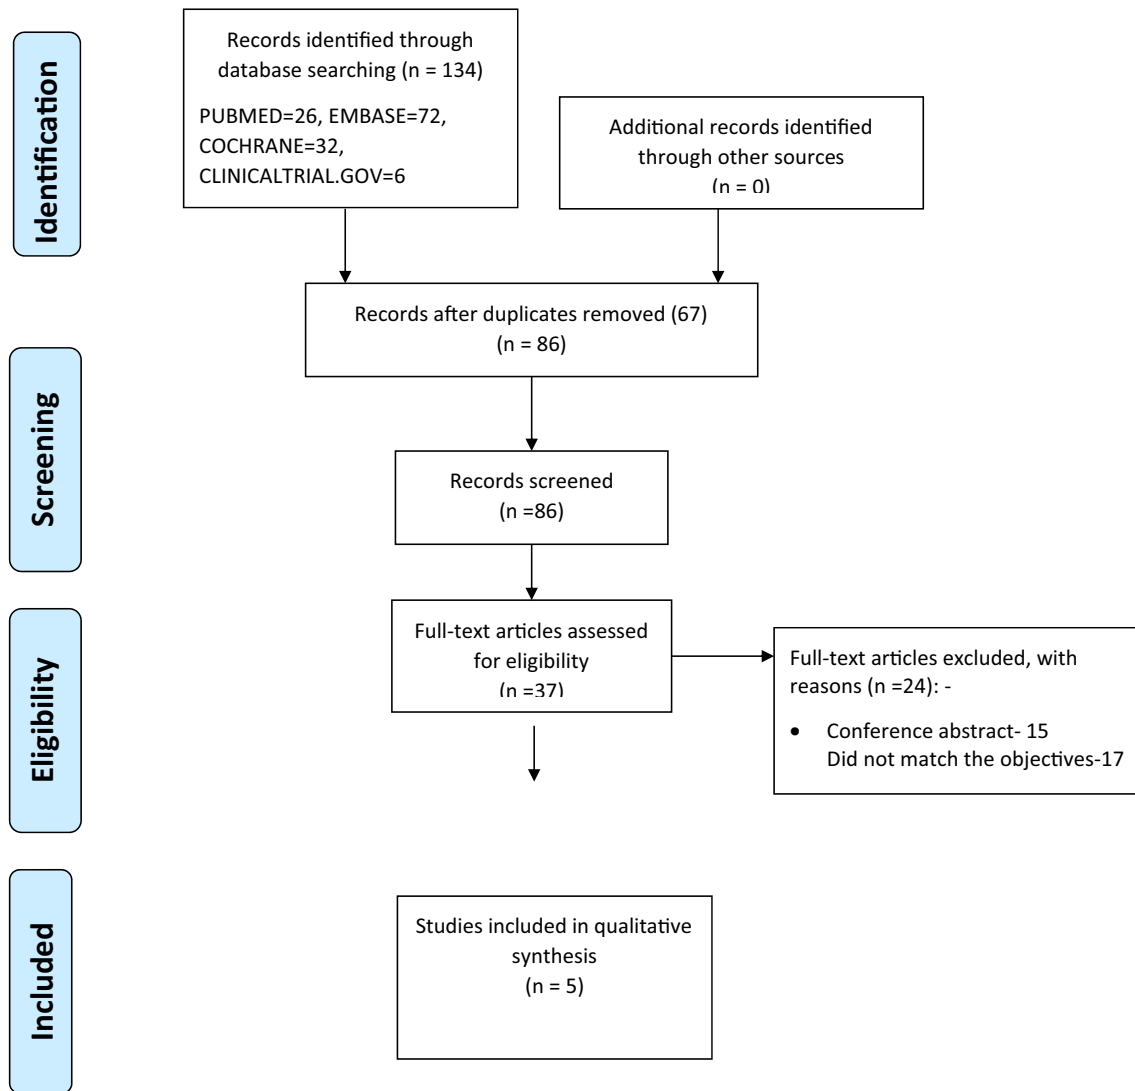 Identification
Records identified through
database searching (n = 134)
PUBMED=26, EMBASE=72,
COCHRANE=32,
CLINICALTRIAL.GOV=6
Additional records identified
through other sources
(n = 0)
Records after duplicates removed (67)
(n = 86)
Screening
Records screened
(n =86)
Eligibility
Full-text articles assessed
for eligibility
(n =37)
Full-text articles excluded, with
reasons (n =24): -
• Conference abstract- 15
Did not match the objectives-17
Included
Studies included in qualitative
synthesis
(n = 5)